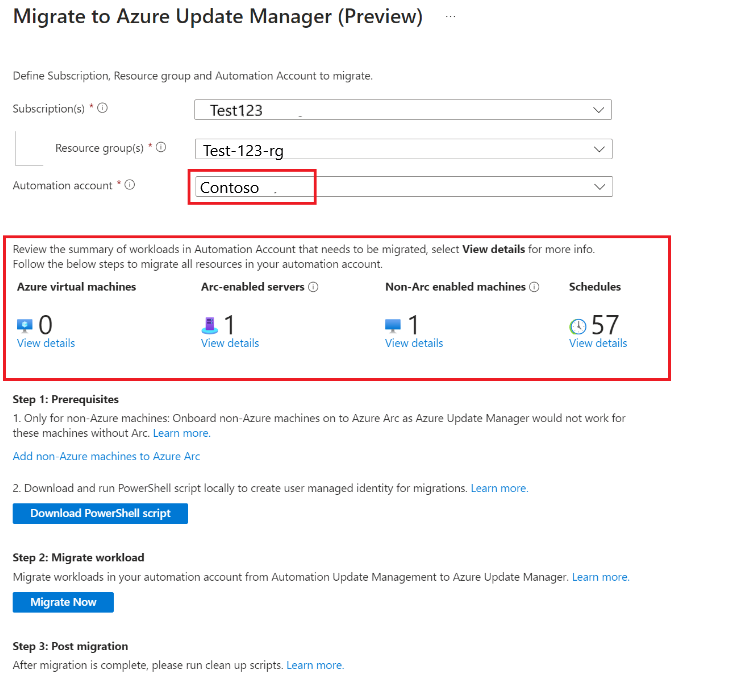 Migrate to Azure Update Manager (Preview) ...
Define Subscription, Resource group and Automation Account to migrate.
Subscription(s) * Test123
Resource group(s) * Test-123-rg
Automation account * Contoso
Review the summary of workloads in Automation Account that needs to be migrated, select View details for more info.
Follow the below steps to migrate all resources in your automation account.
Azure virtual machines Arc-enabled servers Non-Arc enabled machines Schedules
0 1 1 57
View details View details View details View details
Step 1: Prerequisites
1. Only for non-Azure machines: Onboard non-Azure machines on to Azure Arc as Azure Update Manager would not work for
these machines without Arc. Learn more.
Add non-Azure machines to Azure Arc
2. Download and run PowerShell script locally to create user managed identity for migrations. Learn more.
Download PowerShell script
Step 2: Migrate workload
Migrate workloads in your automation account from Automation Update Management to Azure Update Manager. Learn more.
Migrate Now
Step 3: Post migration
After migration is complete, please run clean up scripts. Learn more.